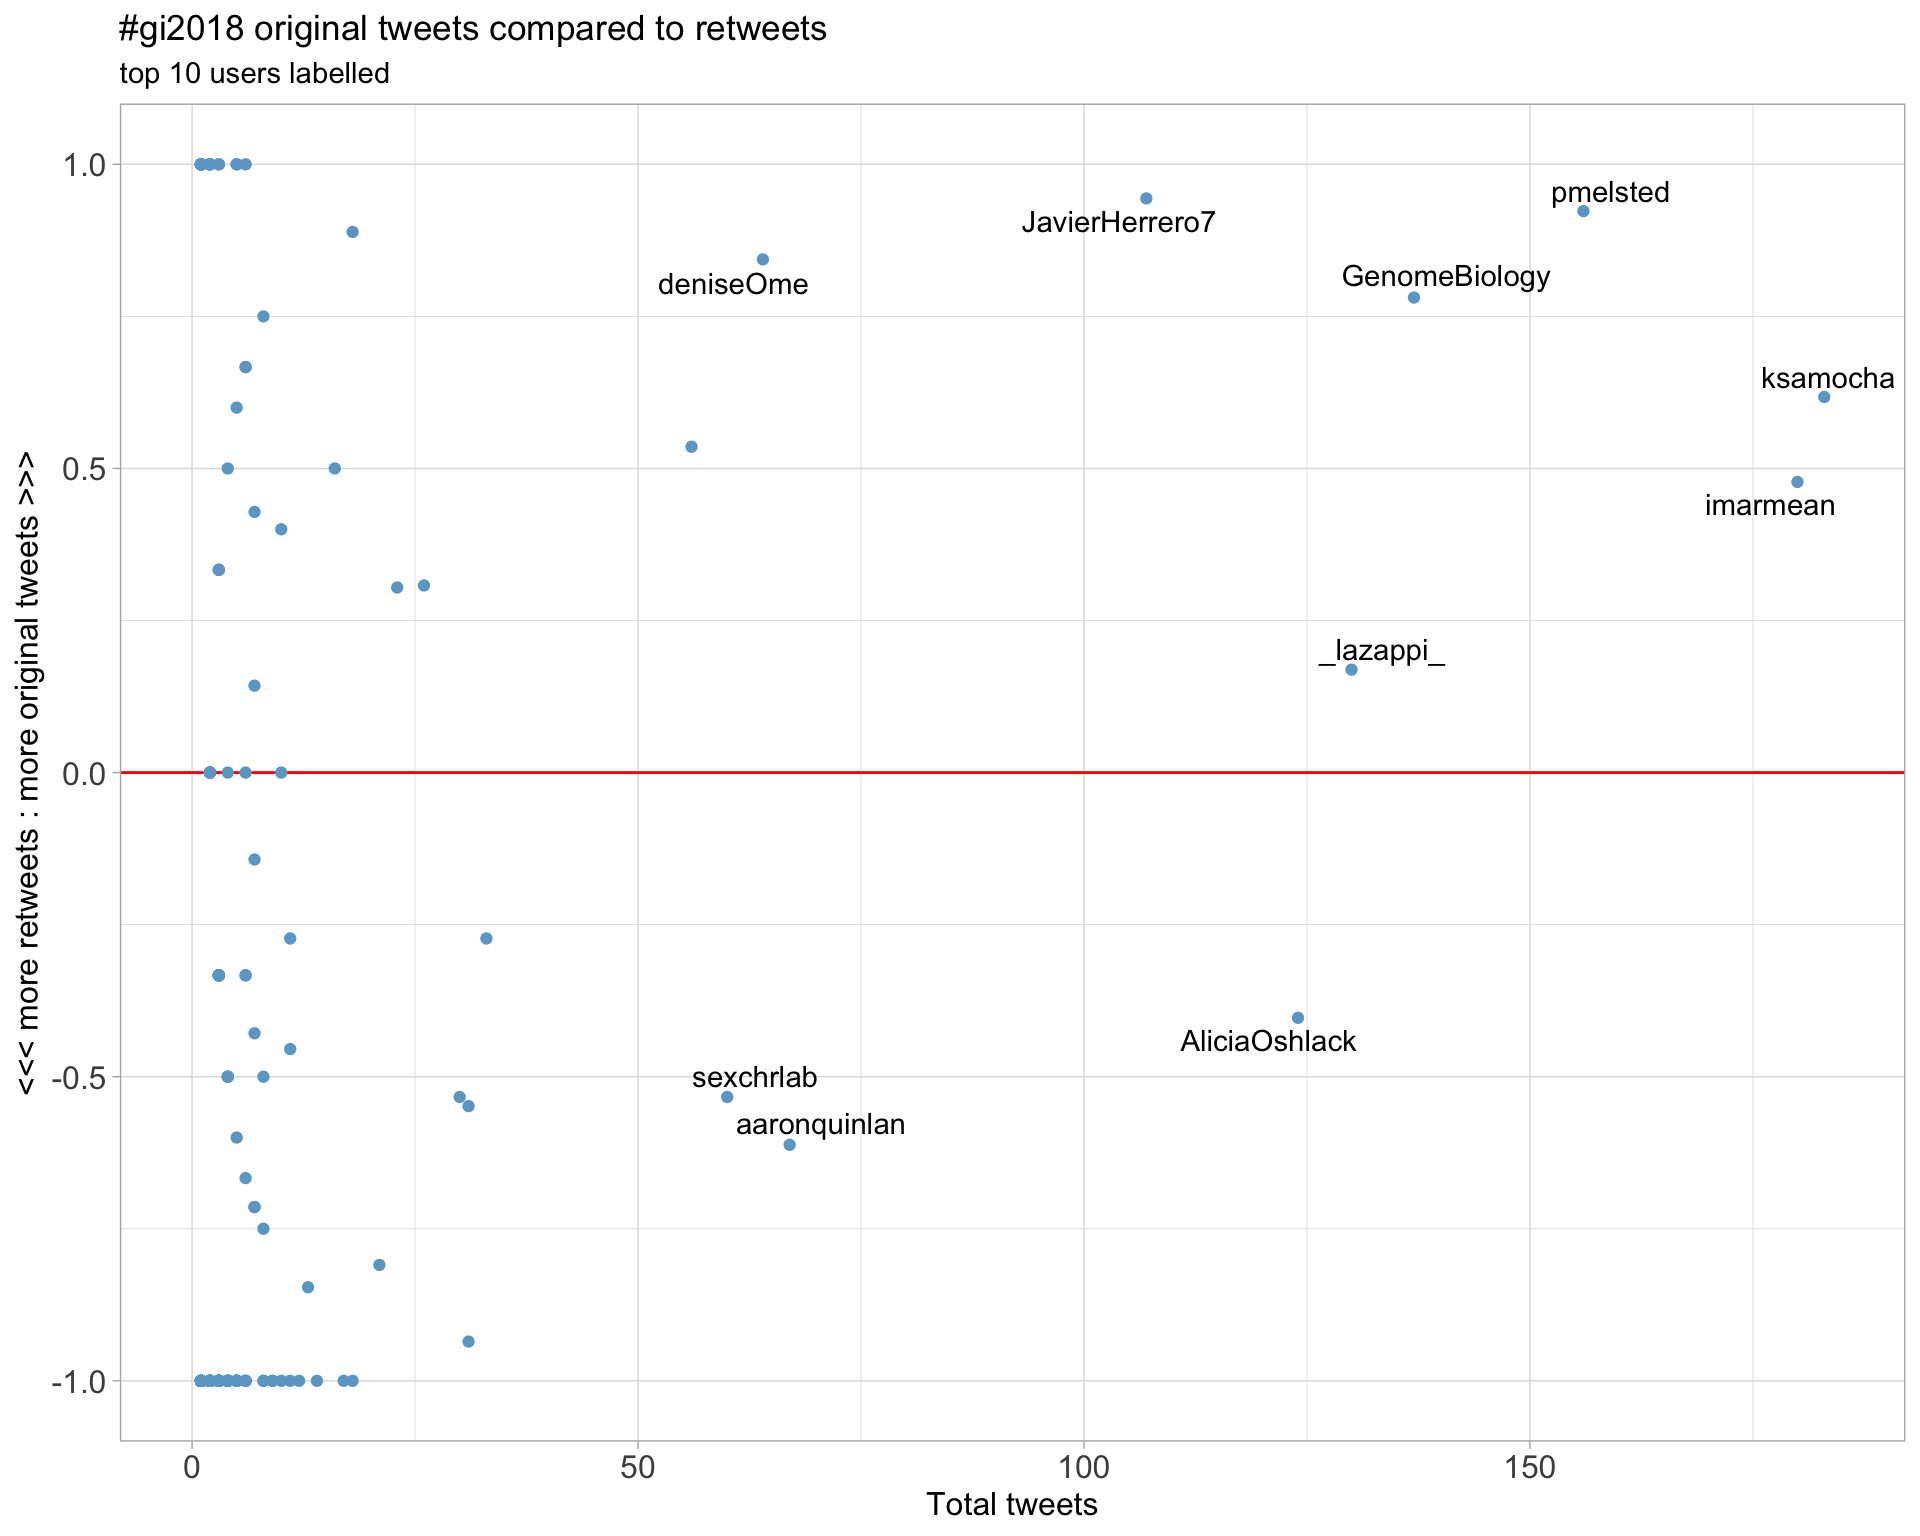 #gi2018 original tweets compared to retweets
top 10 users labelled
<<< more retweets : more original tweets >>>
1.0
0.5
0.0
-0.5
-1.0
pmelsted
JavierHerrero7
deniseOme
GenomeBiology
ksamocha
imarmean
_lazappi_
AliciaOshlack
sexchrlab
aaronquinlan
0 50 100 150
Total tweets